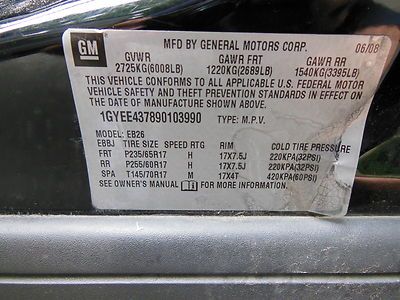 GM
MFD BY GENERAL MOTORS CORP. 06/08
GVWR GAWR FRT GAWR RR
2725KG(6008LB) 1220KG(2689LB) 1540KG(3395LB)
THIS VEHICLE CONFORMS TO ALL APPLICABLE U.S. FEDERAL MOTOR
VEHICLE SAFETY AND THEFT PREVENTION STANDARDS IN EFFECT ON
THE DATE OF MANUFACTURE SHOWN ABOVE.
1GYEE437890103990 TYPE: M.P.V.
MODEL: EB26
EBBJ TIRE SIZE SPEED RTG RIM COLD TIRE PRESSURE
FRT P235/65R17 H 17X7.5J 220KPA(32PSI)
RR P255/60R17 H 17X7.5J 220KPA(32PSI)
SPA T145/70R17 M 17X4T 420KPA(60PSI)
SEE OWNER'S MANUAL FOR MORE INFORMATION.